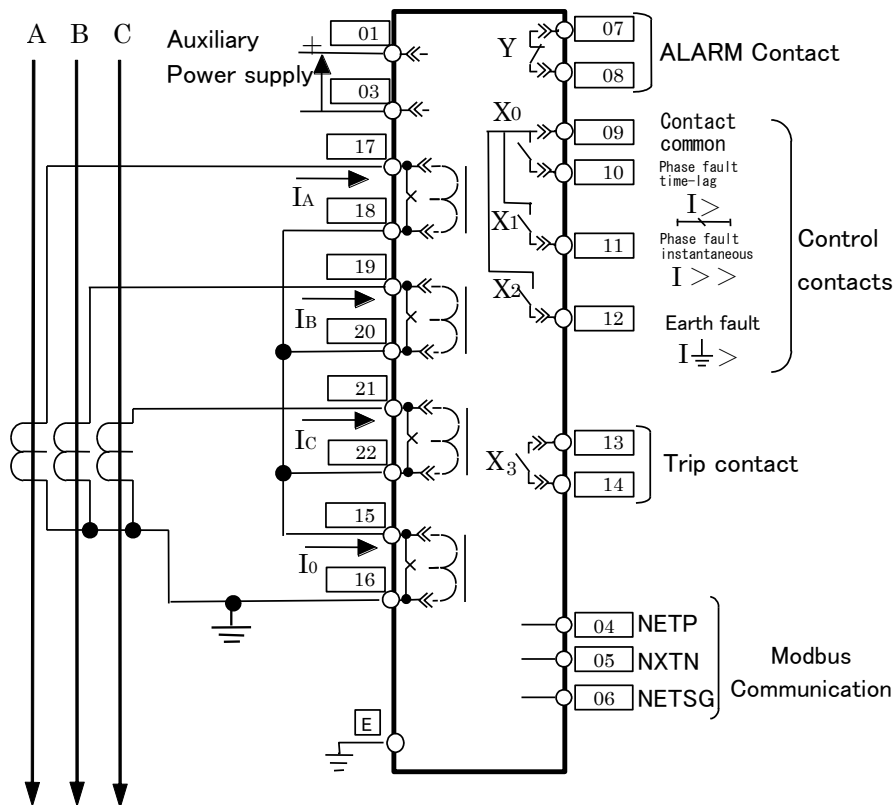 A B C
Auxiliary
Power supply
+
01
03
17
IA
18
19
IB
20
21
IC
22
15
I0
16
E
Y
07
08
ALARM Contact
X0
09
Contact
common
10
Phase fault
time-lag
I>
X1
11
Phase fault
instantaneous
I>>
X2
12
Earth fault
I⏚>
Control
contacts
X3
13
14
Trip contact
04 NETP
05 NXTN
06 NETSG
Modbus
Communication